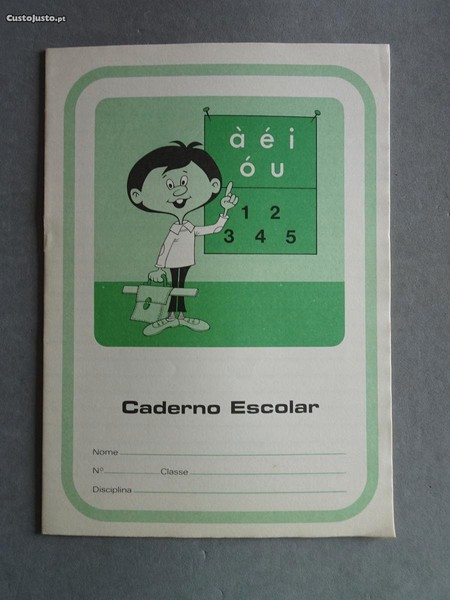 CustoJusto.pt
à é i
ó u
1 2
3 4 5
Caderno Escolar
Nome
Nº Classe
Disciplina